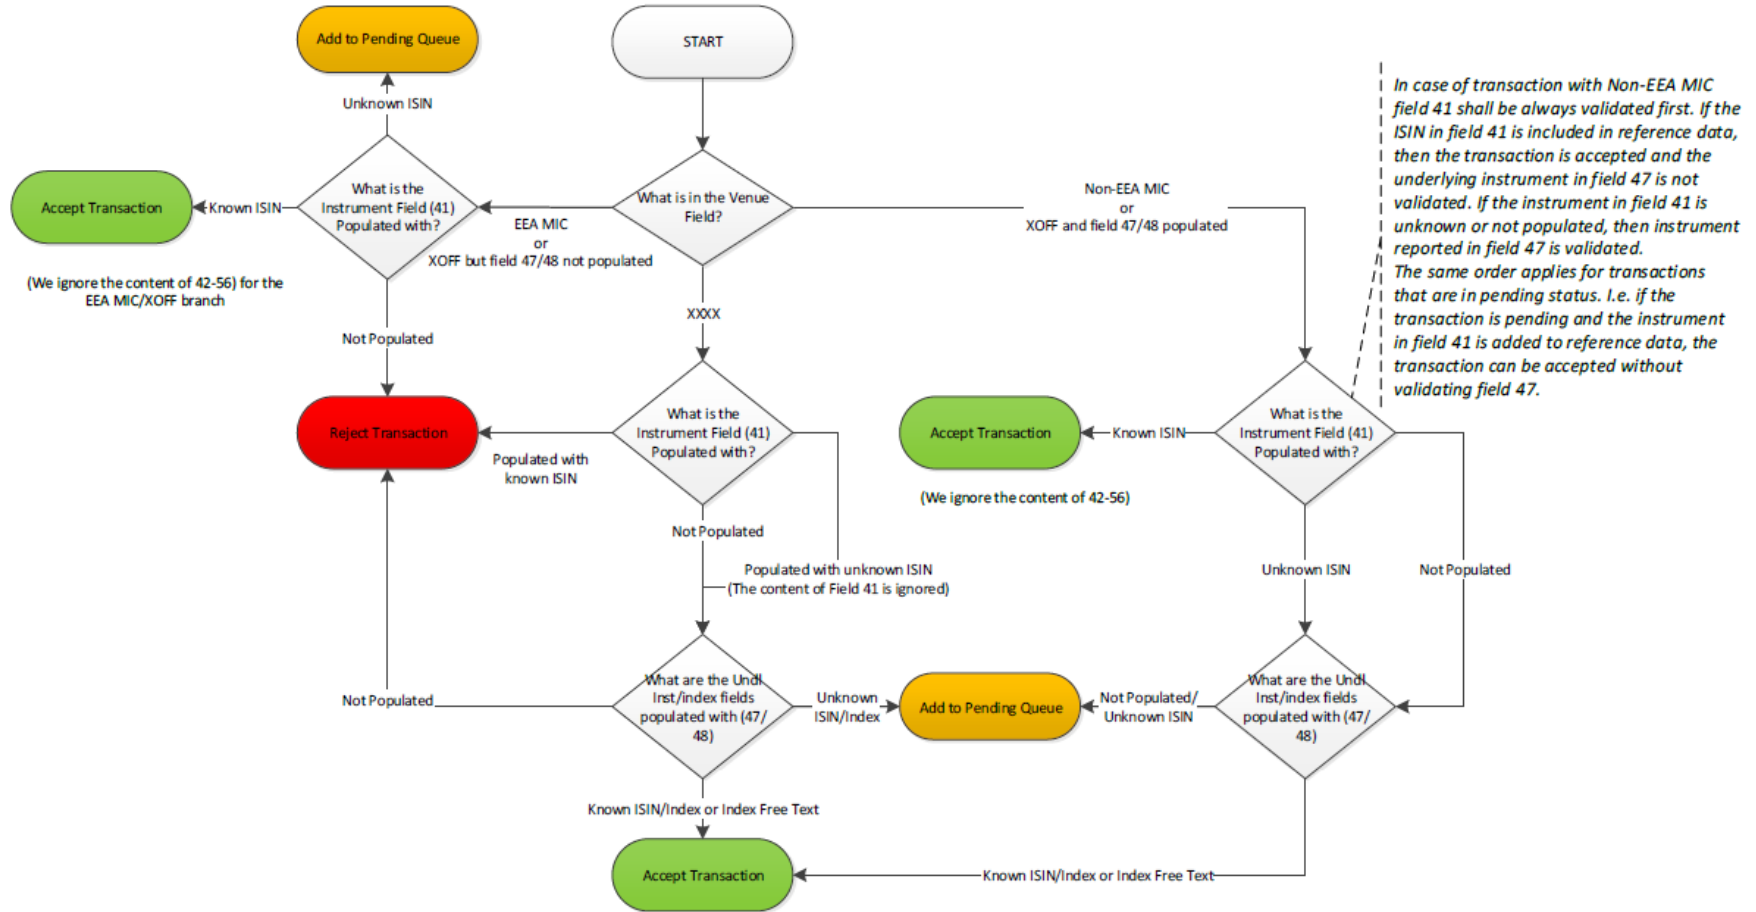 Add to Pending Queue
START
Unknown ISIN
In case of transaction with Non-EEA MIC
field 41 shall be always validated first. If the
ISIN in field 41 is included in reference data,
then the transaction is accepted and the
underlying instrument in field 47 is not
validated. If the instrument in field 41 is
unknown or not populated, then instrument
reported in field 47 is validated.
The same order applies for transactions
that are in pending status. I.e. if the
transaction is pending and the instrument
in field 41 is added to reference data, the
transaction can be accepted without
validating field 47.
Accept Transaction
Known ISIN
What is the
Instrument Field (41)
Populated with?
EEA MIC
or
XOFF but field 47/48 not populated
What is in the Venue
Field?
Non-EEA MIC
or
XOFF and field 47/48 populated
(We ignore the content of 42-56) for the
EEA MIC/XOFF branch
Not Populated
XXXX
Reject Transaction
Populated with
known ISIN
What is the
Instrument Field (41)
Populated with?
Accept Transaction
Known ISIN
What is the
Instrument Field (41)
Populated with?
(We ignore the content of 42-56)
Not Populated
Populated with unknown ISIN
(The content of Field 41 is ignored)
Unknown ISIN
Not Populated
Not Populated
What are the Undl
Inst/index fields
populated with (47/
48)
Unknown
ISIN/Index
Add to Pending Queue
Not Populated/
Unknown ISIN
What are the Undl
Inst/index fields
populated with (47/
48)
Known ISIN/Index or Index Free Text
Accept Transaction
Known ISIN/Index or Index Free Text